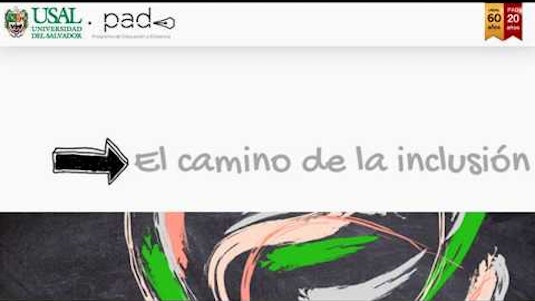 USAL
UNIVERSIDAD
DEL SALVADOR
pad
Programa de Educación a Distancia
USAL
60
años
PAD
20
años
El camino de la inclusión